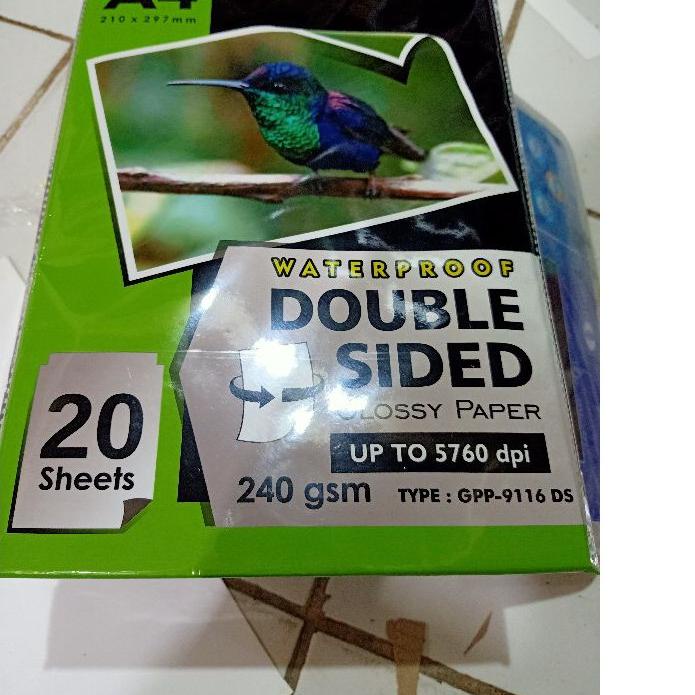 A4
210 x 297mm
WATERPROOF
DOUBLE
SIDED
GLOSSY PAPER
UP TO 5760 dpi
240 gsm TYPE : GPP-9116 DS
20
Sheets